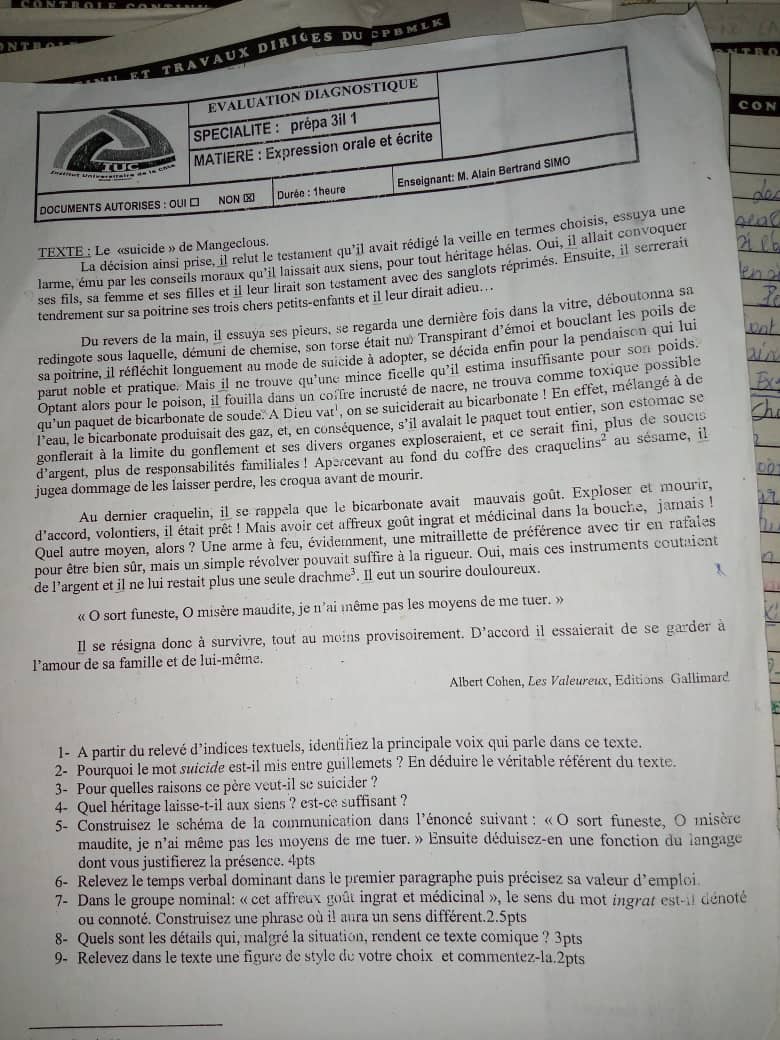 CONTROLE CONTINU
ET TRAVAUX DIRIGES DU CPBMLK
IUC
Institut Universitaire de la Côte
EVALUATION DIAGNOSTIQUE
SPECIALITE : prépa 3il 1
MATIERE : Expression orale et écrite
DOCUMENTS AUTORISES : OUI ☐ NON ☒
Durée : 1heure
Enseignant: M. Alain Bertrand SIMO
TEXTE : Le «suicide » de Mangeclous.
La décision ainsi prise, il relut le testament qu'il avait rédigé la veille en termes choisis, essuya une
larme, ému par les conseils moraux qu'il laissait aux siens, pour tout héritage hélas. Oui, il allait convoquer
ses fils, sa femme et ses filles et il leur lirait son testament avec des sanglots réprimés. Ensuite, il serrerait
tendrement sur sa poitrine ses trois chers petits-enfants et il leur dirait adieu…
Du revers de la main, il essuya ses pleurs, se regarda une dernière fois dans la vitre, déboutonna sa
redingote sous laquelle, démuni de chemise, son torse était nu. Transpirant d'émoi et bouclant les poils de
sa poitrine, il réfléchit longuement au mode de suicide à adopter, se décida enfin pour la pendaison qui lui
parut noble et pratique. Mais il ne trouva qu'une mince ficelle qu'il estima insuffisante pour son poids.
Optant alors pour le poison, il fouilla dans un coffre incrusté de nacre, ne trouva comme toxique possible
qu'un paquet de bicarbonate de soude. A Dieu vat¹, on se suiciderait au bicarbonate ! En effet, mélangé à de
l'eau, le bicarbonate produisait des gaz, et, en conséquence, s'il avalait le paquet tout entier, son estomac se
gonflerait à la limite du gonflement et ses divers organes exploseraient, et ce serait fini, plus de soucis
d'argent, plus de responsabilités familiales ! Apercevant au fond du coffre des craquelins² au sésame, il
jugea dommage de les laisser perdre, les croqua avant de mourir.
Au dernier craquelin, il se rappela que le bicarbonate avait mauvais goût. Exploser et mourir,
d'accord, volontiers, il était prêt ! Mais avoir cet affreux goût ingrat et médicinal dans la bouche, jamais !
Quel autre moyen, alors ? Une arme à feu, évidemment, une mitraillette de préférence avec tir en rafales
pour être bien sûr, mais un simple révolver pouvait suffire à la rigueur. Oui, mais ces instruments coutaient
de l'argent et il ne lui restait plus une seule drachme³. Il eut un sourire douloureux.
« O sort funeste, O misère maudite, je n'ai même pas les moyens de me tuer. »
Il se résigna donc à survivre, tout au moins provisoirement. D'accord il essaierait de se garder à
l'amour de sa famille et de lui-même.
Albert Cohen, Les Valeureux, Editions Gallimard
1- A partir du relevé d'indices textuels, identifiez la principale voix qui parle dans ce texte.
2- Pourquoi le mot suicide est-il mis entre guillemets ? En déduire le véritable référent du texte.
3- Pour quelles raisons ce père veut-il se suicider ?
4- Quel héritage laisse-t-il aux siens ? est-ce suffisant ?
5- Construisez le schéma de la communication dans l'énoncé suivant : « O sort funeste, O misère
maudite, je n'ai même pas les moyens de me tuer. » Ensuite déduisez-en une fonction du langage
dont vous justifierez la présence. 4pts
6- Relevez le temps verbal dominant dans le premier paragraphe puis précisez sa valeur d'emploi.
7- Dans le groupe nominal: « cet affreux goût ingrat et médicinal », le sens du mot ingrat est-il dénoté
ou connoté. Construisez une phrase où il aura un sens différent.2.5pts
8- Quels sont les détails qui, malgré la situation, rendent ce texte comique ? 3pts
9- Relevez dans le texte une figure de style de votre choix et commentez-la.2pts